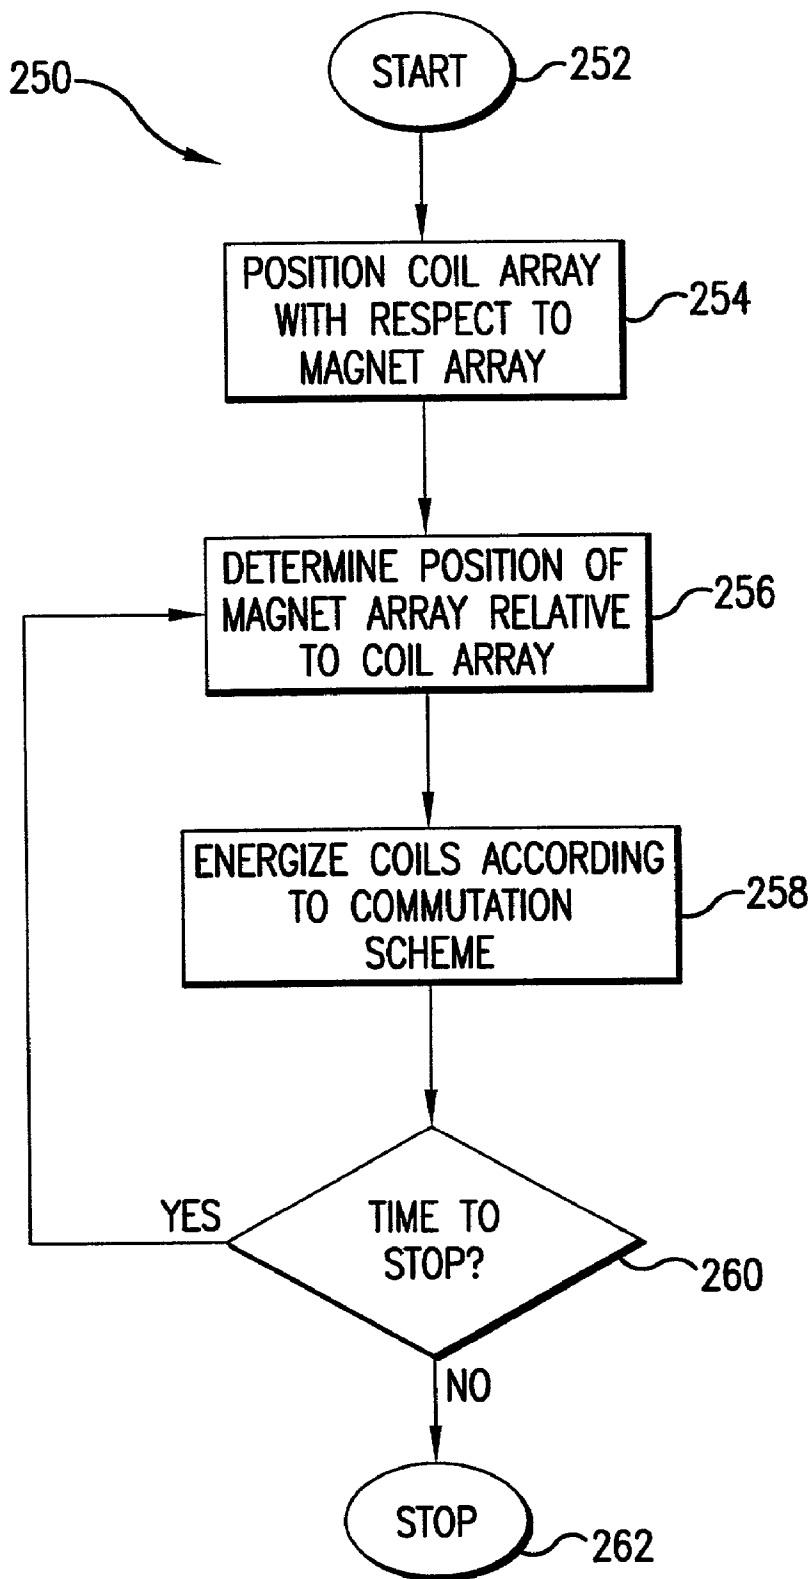 250
START
252
POSITION COIL ARRAY
WITH RESPECT TO
MAGNET ARRAY
254
DETERMINE POSITION OF
MAGNET ARRAY RELATIVE
TO COIL ARRAY
256
ENERGIZE COILS ACCORDING
TO COMMUTATION
SCHEME
258
YES
TIME TO
STOP?
260
NO
STOP
262